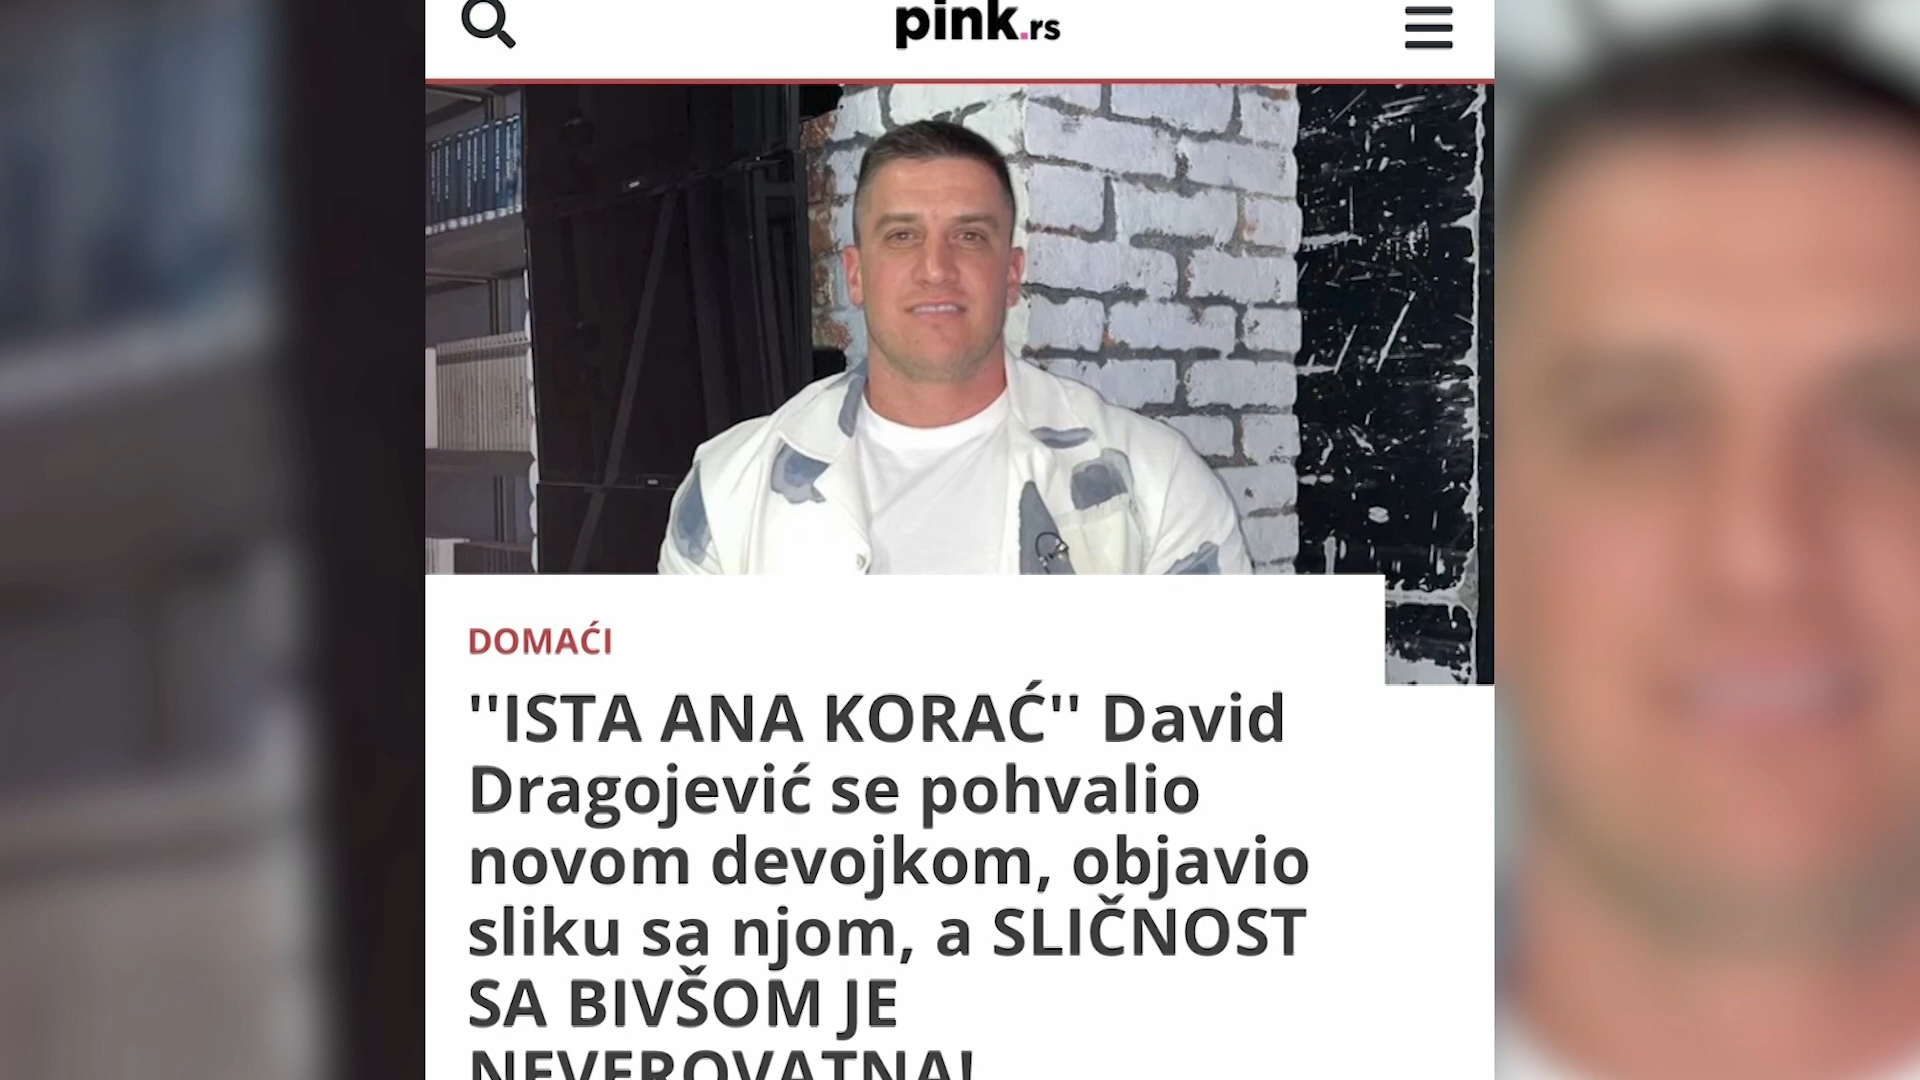 pink.rs
DOMAĆI
"ISTA ANA KORAĆ" David
Dragojević se pohvalio
novom devojkom, objavio
sliku sa njom, a SLIČNOST
SA BIVŠOM JE
NEVEROVATNA!